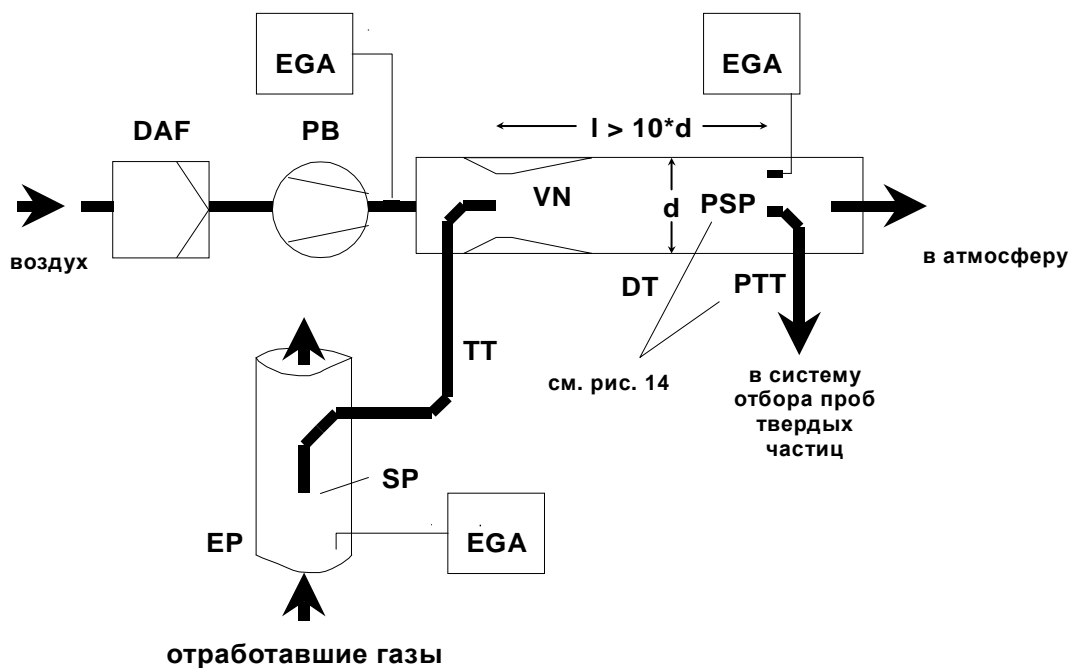 EGA
EGA
DAF
PB
l > 10*d
VN
d
PSP
воздух
в атмосферу
DT
PTT
TT
см. рис. 14
в систему
отбора проб
твердых
частиц
SP
EP
EGA
отработавшие газы